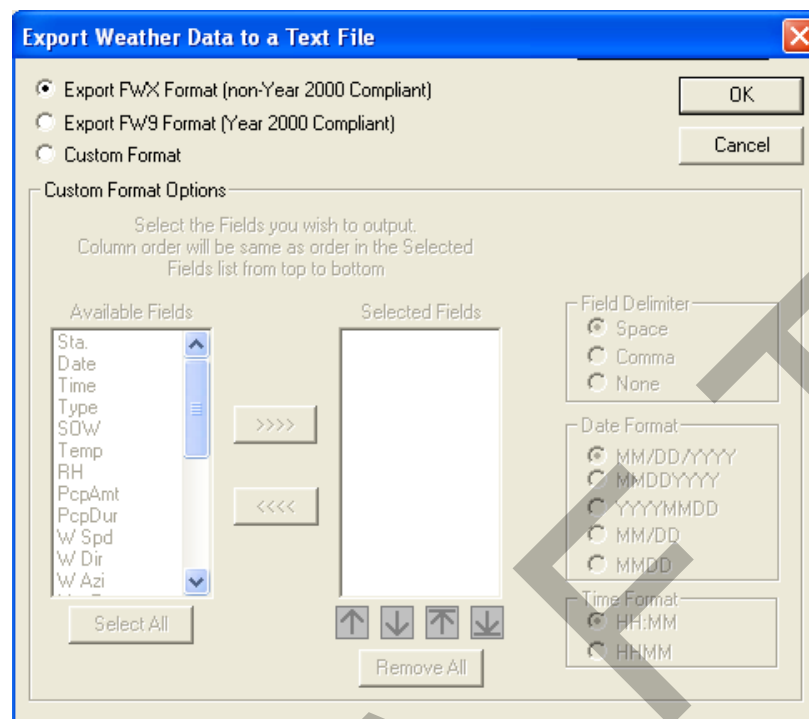 Export Weather Data to a Text File
Export FWX Format (non-Year 2000 Compliant)
Export FW9 Format (Year 2000 Compliant)
Custom Format
OK
Cancel
Custom Format Options
Select the Fields you wish to output.
Column order will be same as order in the Selected
Fields list from top to bottom
Available Fields
Sta.
Date
Time
Type
SOW
Temp
RH
PcpAmt
PcpDur
W Spd
W Dir
W Azi
Select All
>>>>
<<<<
Selected Fields
Remove All
Field Delimiter
Space
Comma
None
Date Format
MM/DD/YYYY
MMDDYYYY
YYYYMMDD
MM/DD
MMDD
Time Format
HH:MM
HHMM